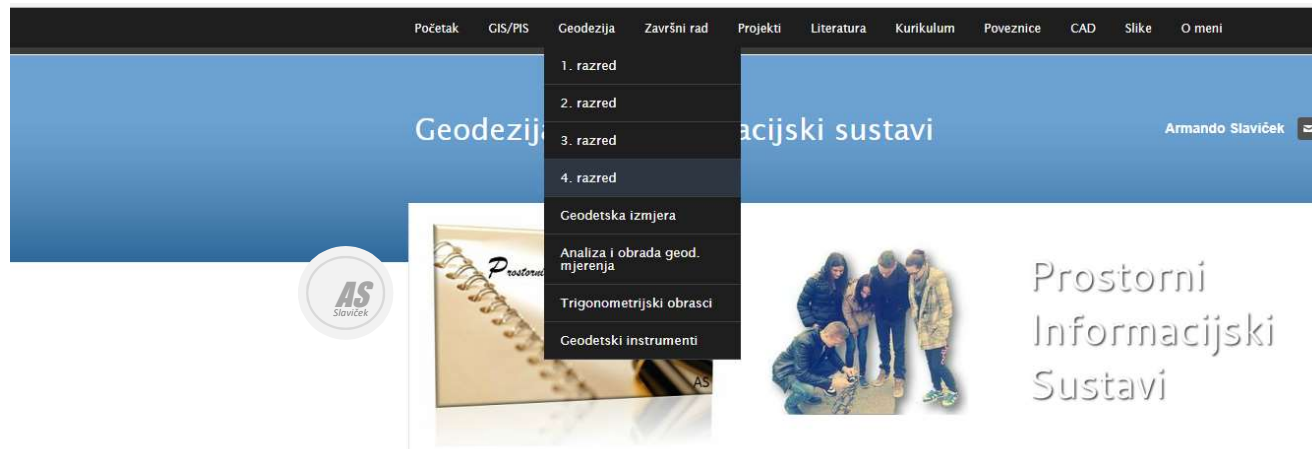 Početak GIS/PIS Geodezija Završni rad Projekti Literatura Kurikulum Poveznice CAD Slike O meni
1. razred
2. razred
3. razred
4. razred
Geodetska izmjera
Analiza i obrada geod.
mjerenja
Trigonometrijski obrasci
Geodetski instrumenti
Geodezij acijski sustavi
Armando Slaviček
AS
Slaviček
Prostorni
AS
Prostorni
Informacijski
Sustavi